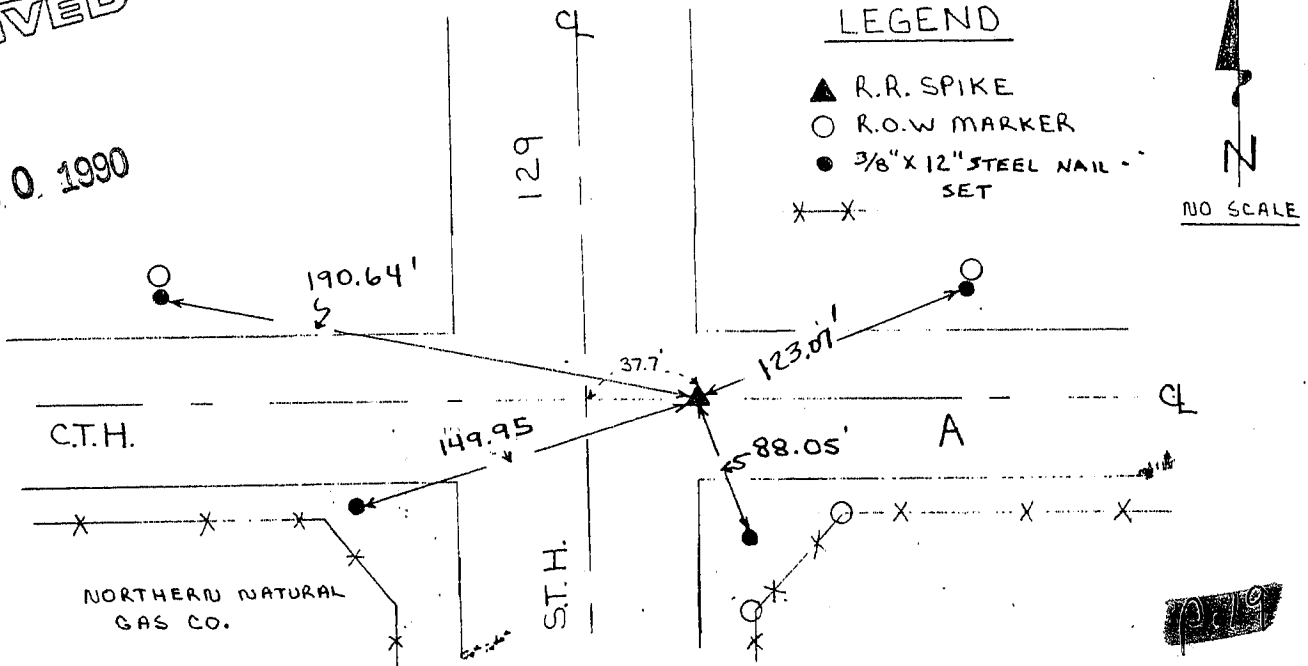 LEGEND
R.R. SPIKE
R.O.W MARKER
3/8" X 12" STEEL NAIL
SET
N
NO SCALE
0. 1990
129
190.64'
123.07'
37.7'
C.T.H.
149.95
88.05'
A
S.T.H.
NORTHERN NATURAL
GAS CO.
P.19